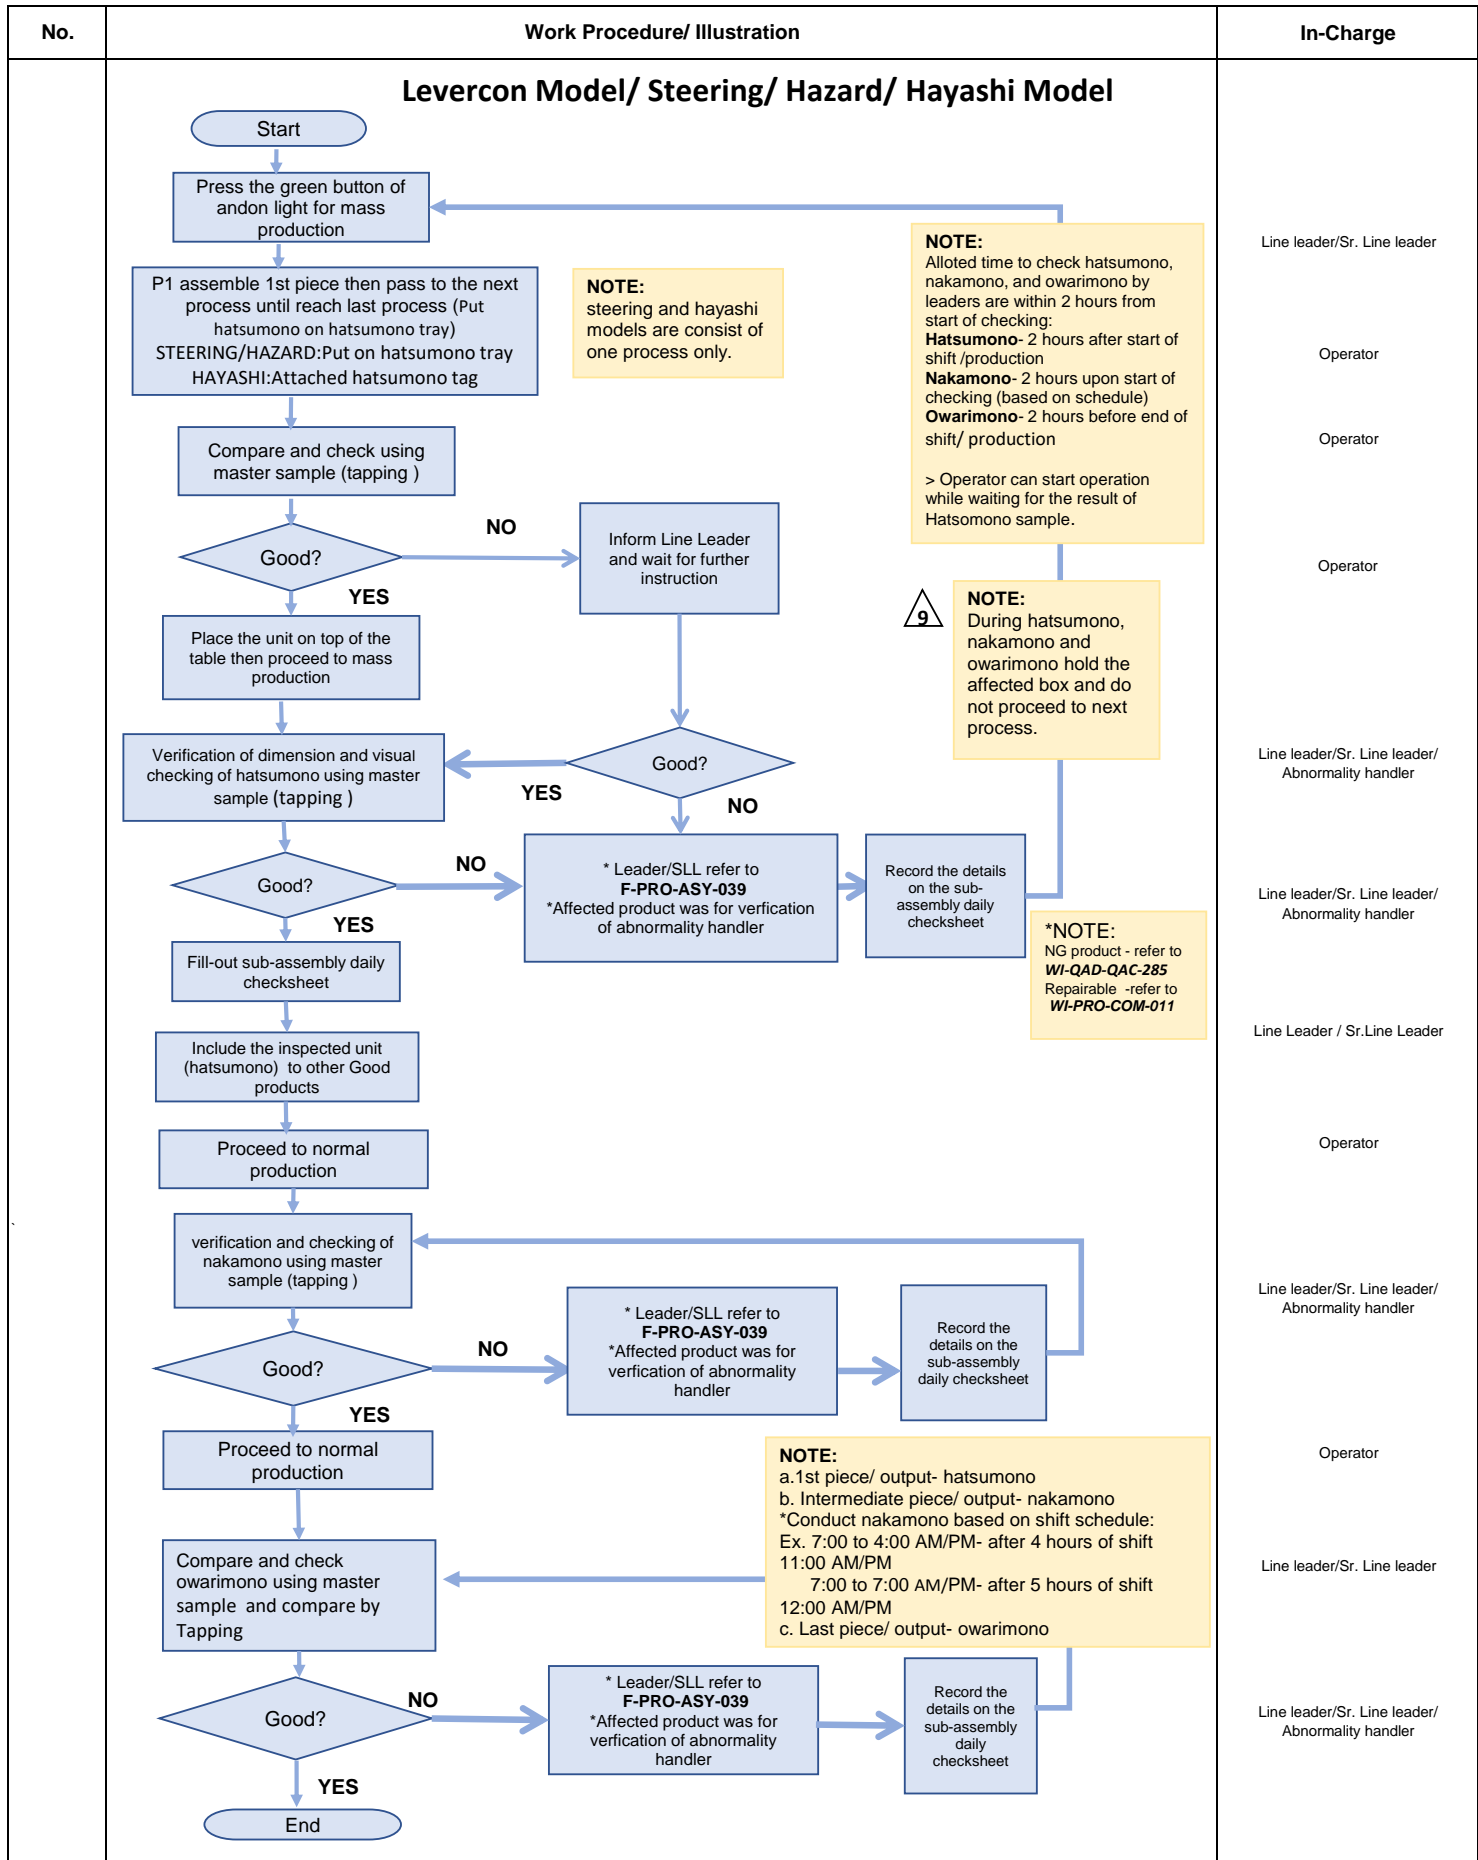 No.
Work Procedure/ Illustration
In-Charge
Levercon Model/ Steering/ Hazard/ Hayashi Model
Start
Press the green button of
andon light for mass
production
Line leader/Sr. Line leader
P1 assemble 1st piece then pass to the next
process until reach last process (Put
hatsumono on hatsumono tray)
STEERING/HAZARD:Put on hatsumono tray
HAYASHI:Attached hatsumono tag
NOTE:
steering and hayashi
models are consist of
one process only.
NOTE:
Alloted time to check hatsumono,
nakamono, and owarimono by
leaders are within 2 hours from
start of checking:
Hatsumono- 2 hours after start of
shift /production
Nakamono- 2 hours upon start of
checking (based on schedule)
Owarimono- 2 hours before end of
shift/ production
> Operator can start operation
while waiting for the result of
Hatsomono sample.
Operator
Compare and check using
master sample (tapping )
Operator
Good?
NO
YES
Inform Line Leader
and wait for further
instruction
Operator
9
NOTE:
During hatsumono,
nakamono and
owarimono hold the
affected box and do
not proceed to next
process.
Place the unit on top of the
table then proceed to mass
production
Verification of dimension and visual
checking of hatsumono using master
sample (tapping )
Good?
YES
NO
Line leader/Sr. Line leader/
Abnormality handler
Good?
NO
YES
* Leader/SLL refer to
F-PRO-ASY-039
*Affected product was for verfication
of abnormality handler
Record the details
on the sub-
assembly daily
checksheet
Line leader/Sr. Line leader/
Abnormality handler
*NOTE:
NG product - refer to
WI-QAD-QAC-285
Repairable -refer to
WI-PRO-COM-011
Fill-out sub-assembly daily
checksheet
Line Leader / Sr.Line Leader
Include the inspected unit
(hatsumono) to other Good
products
Proceed to normal
production
Operator
`
verification and checking of
nakamono using master
sample (tapping )
Line leader/Sr. Line leader/
Abnormality handler
Good?
NO
YES
* Leader/SLL refer to
F-PRO-ASY-039
*Affected product was for
verfication of abnormality
handler
Record the
details on the
sub-assembly
daily checksheet
Proceed to normal
production
Operator
NOTE:
a.1st piece/ output- hatsumono
b. Intermediate piece/ output- nakamono
*Conduct nakamono based on shift schedule:
Ex. 7:00 to 4:00 AM/PM- after 4 hours of shift
11:00 AM/PM
7:00 to 7:00 AM/PM- after 5 hours of shift
12:00 AM/PM
c. Last piece/ output- owarimono
Compare and check
owarimono using master
sample and compare by
Tapping
Line leader/Sr. Line leader
Good?
NO
YES
* Leader/SLL refer to
F-PRO-ASY-039
*Affected product was for
verfication of abnormality
handler
Record the
details on the
sub-assembly
daily
checksheet
Line leader/Sr. Line leader/
Abnormality handler
End